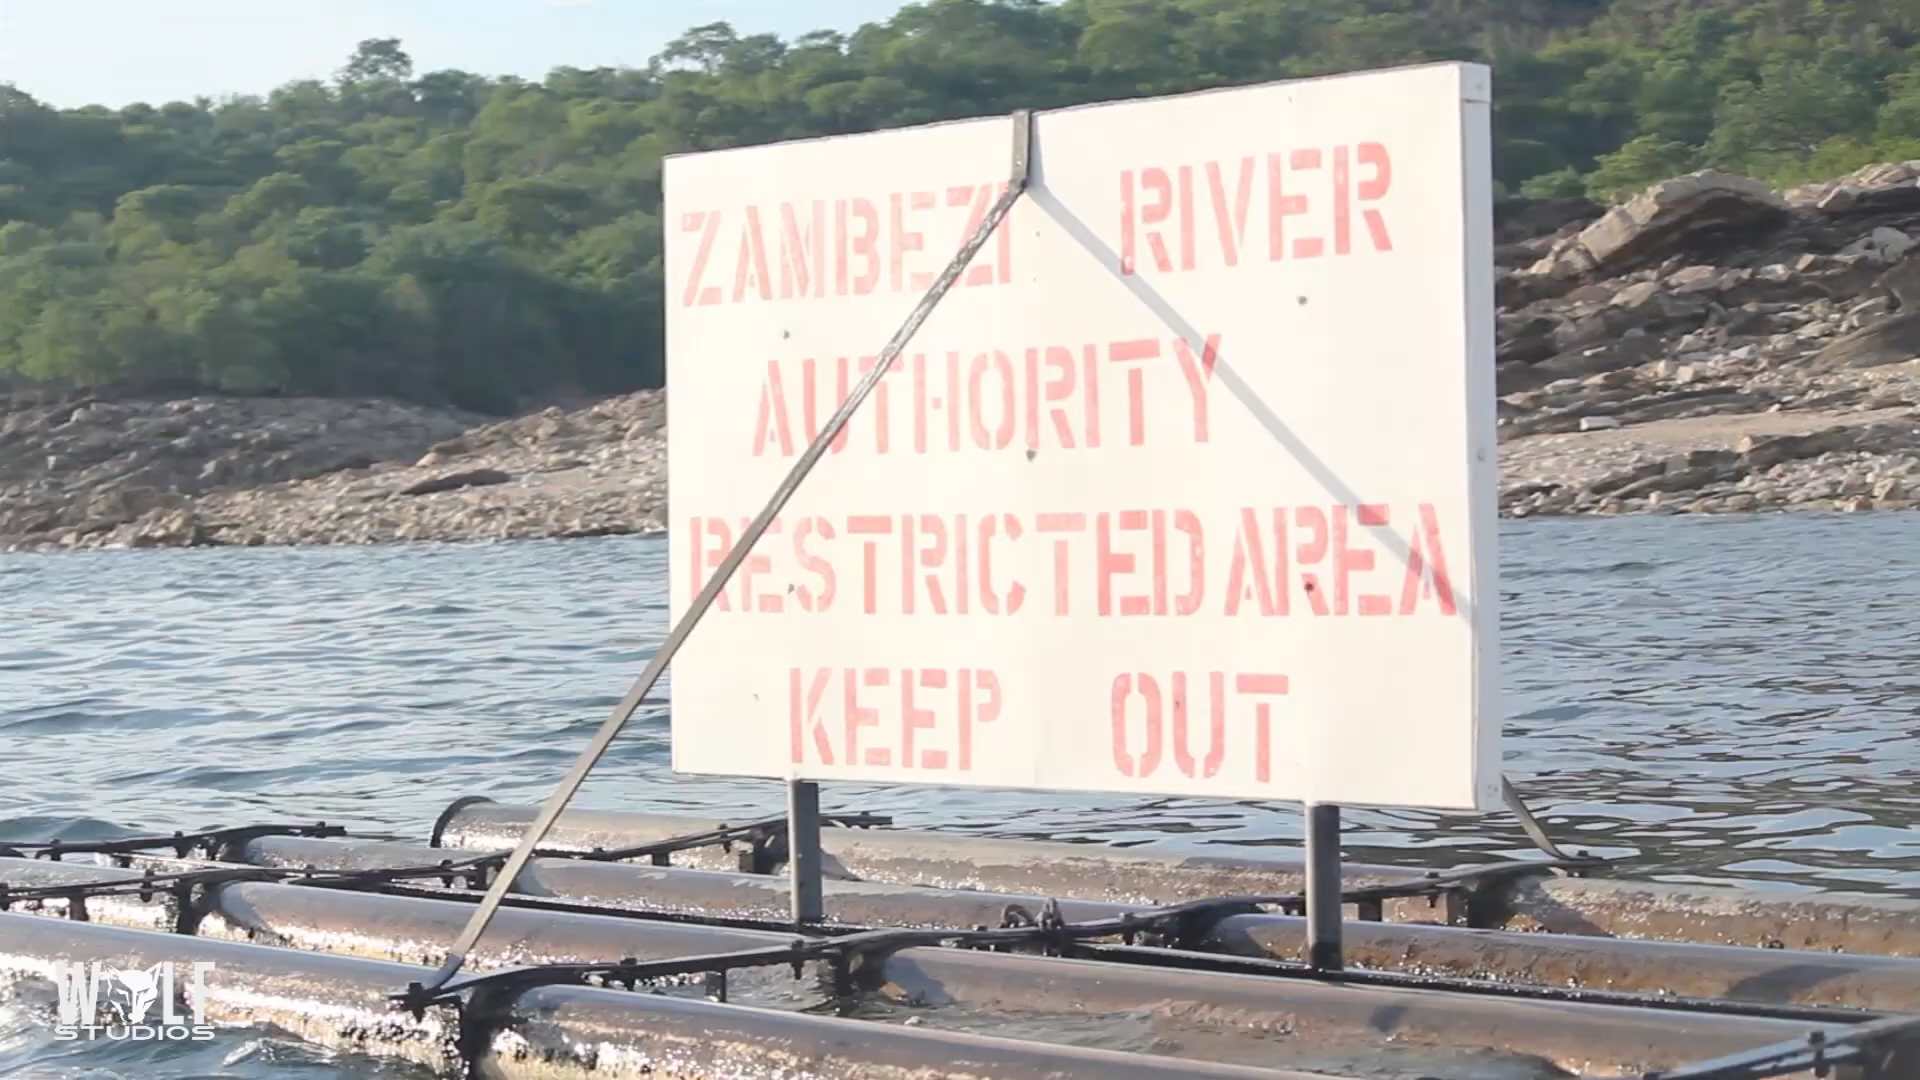 ZAMBEZI RIVER
AUTHORITY
RESTRICTED AREA
KEEP OUT
WOLF
STUDIOS